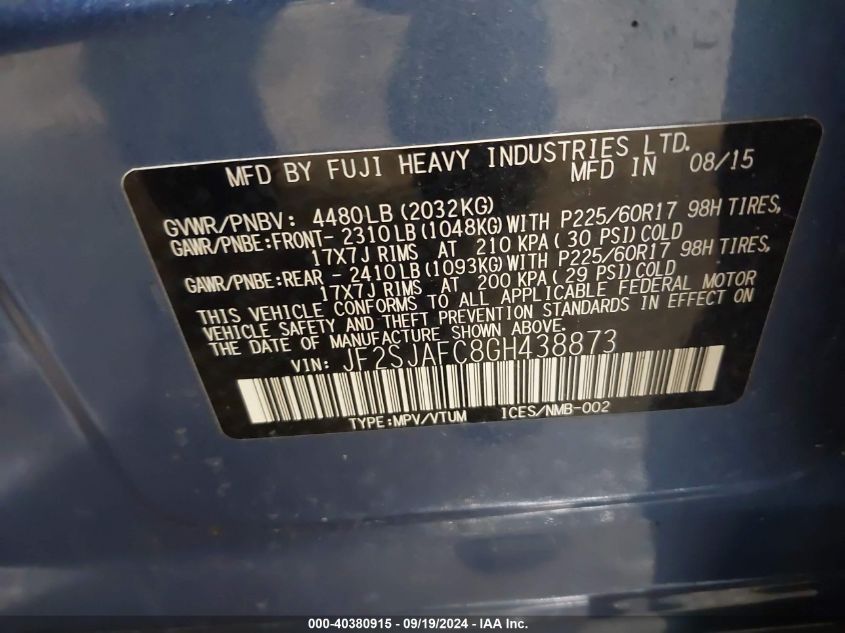 MFD BY FUJI HEAVY INDUSTRIES LTD.
MFD IN 08/15
GVWR/PNBV: 4480LB (2032KG)
GAWR/PNBE:FRONT- 2310LB (1048KG) WITH P225/60R17 98H TIRES,
17X7J RIMS AT 210 KPA (30 PSI) COLD
GAWR/PNBE:REAR - 2410LB (1093KG) WITH P225/60R17 98H TIRES,
17X7J RIMS AT 200 KPA (29 PSI) COLD
THIS VEHICLE CONFORMS TO ALL APPLICABLE FEDERAL MOTOR
VEHICLE SAFETY AND THEFT PREVENTION STANDARDS IN EFFECT ON
THE DATE OF MANUFACTURE SHOWN ABOVE.
VIN: JF2SJAFC8GH438873
TYPE:MPV/VTUM ICES/NMB-002
000-40380915 - 09/19/2024 - IAA Inc.